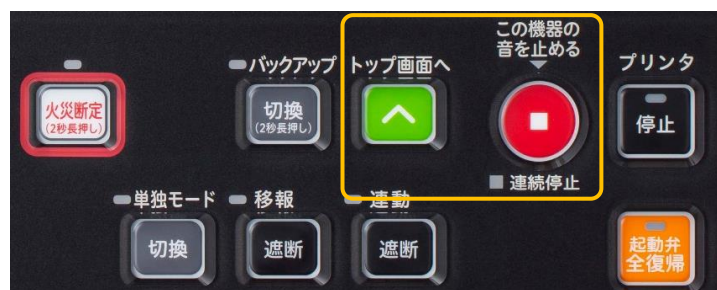 この機器の
音を止める
バックアップ
トップ画面へ
プリンタ
火災断定
(2秒長押し)
切換
(2秒長押し)
停止
連続停止
単独モード
移報
連動
切換
遮断
遮断
起動弁
全復帰